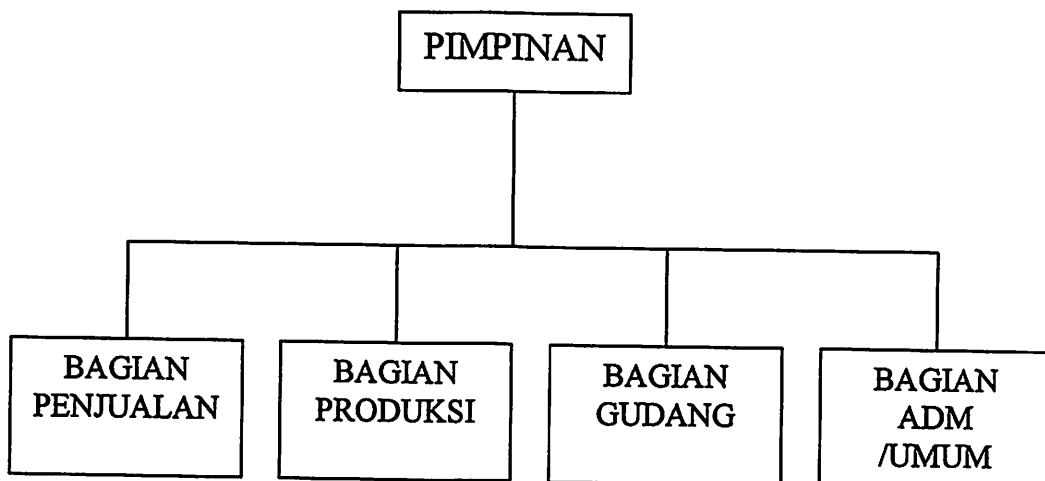 PIMPINAN
BAGIAN
PENJUALAN
BAGIAN
PRODUKSI
BAGIAN
GUDANG
BAGIAN
ADM
/UMUM